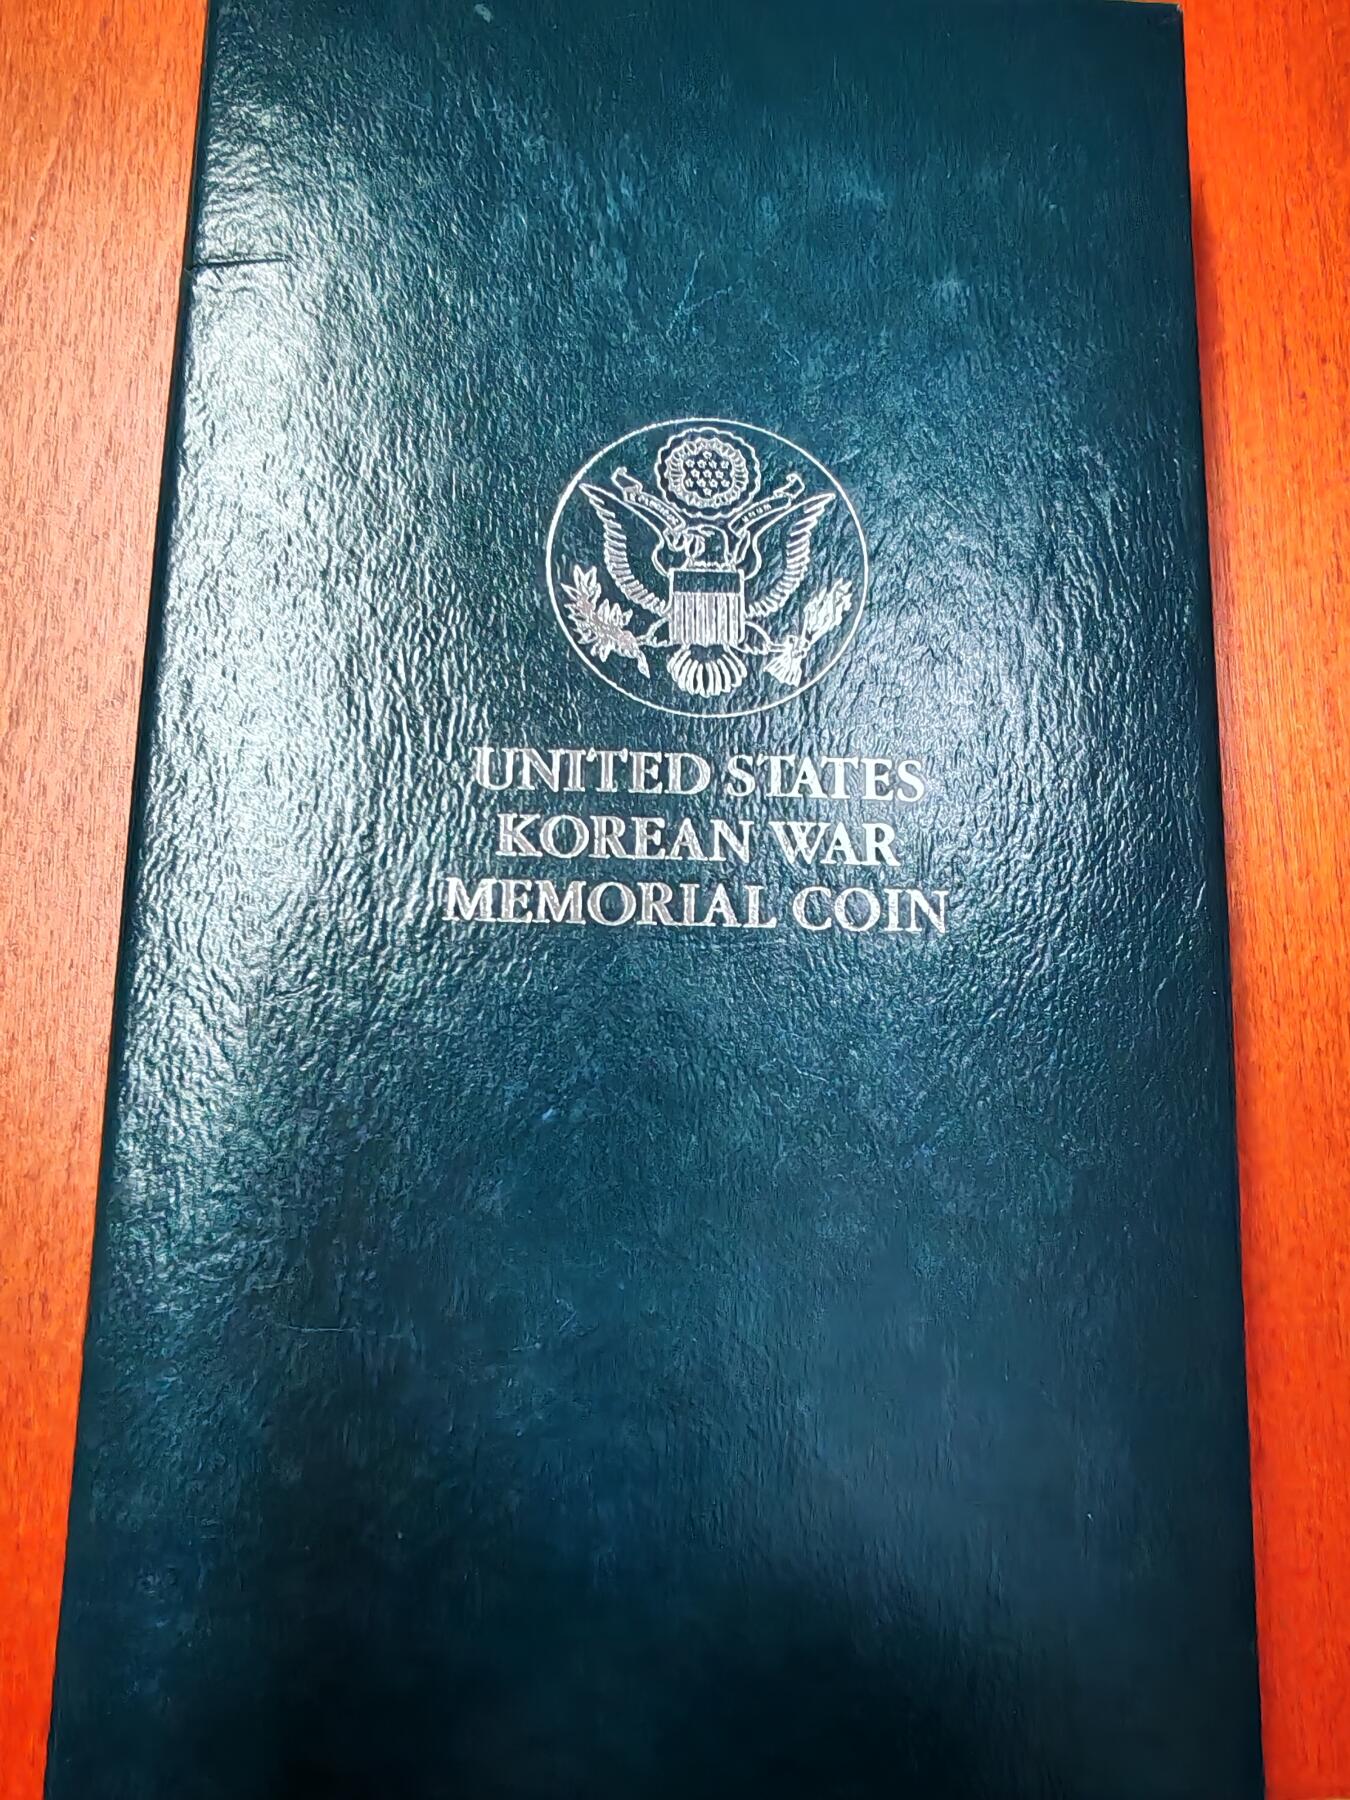 UNITED STATES
KOREAN WAR
MEMORIAL COIN